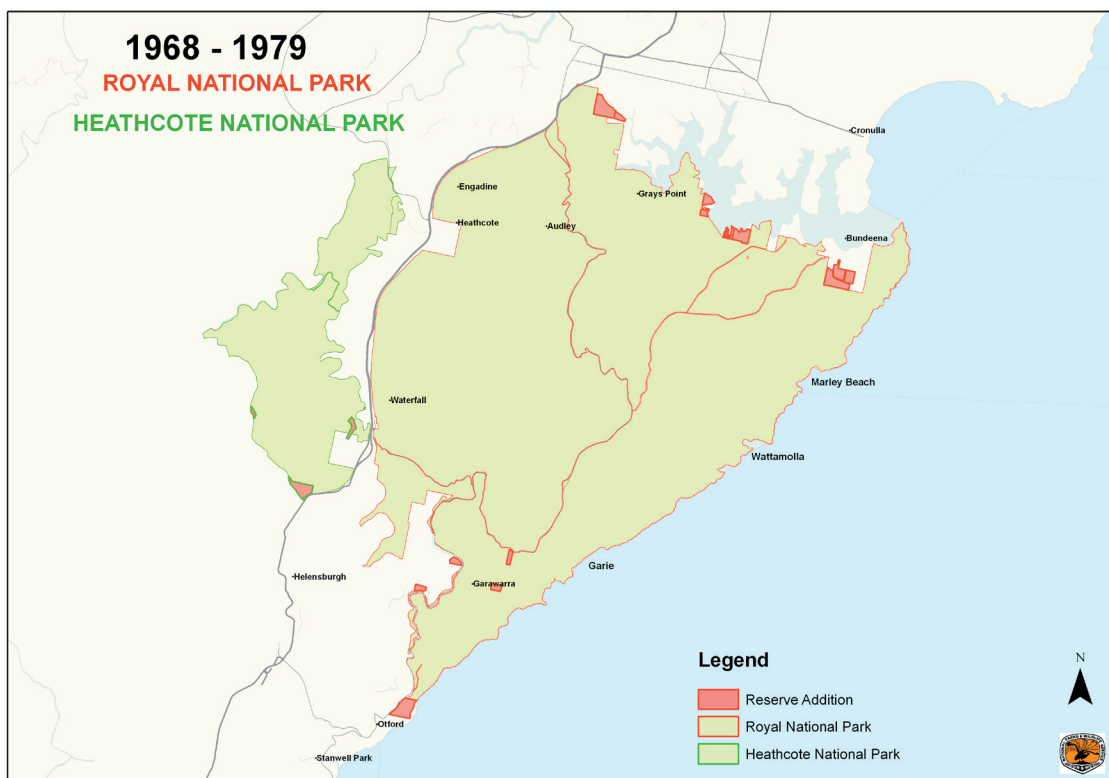 1968 - 1979
ROYAL NATIONAL PARK
HEATHCOTE NATIONAL PARK
Cronulla
Engadine
Grays Point
Heathcote
Audley
Bundeena
Marley Beach
Waterfall
Wattamolla
Garie
Helensburgh
Garawarra
Otford
Stanwell Park
Legend
Reserve Addition
Royal National Park
Heathcote National Park
N